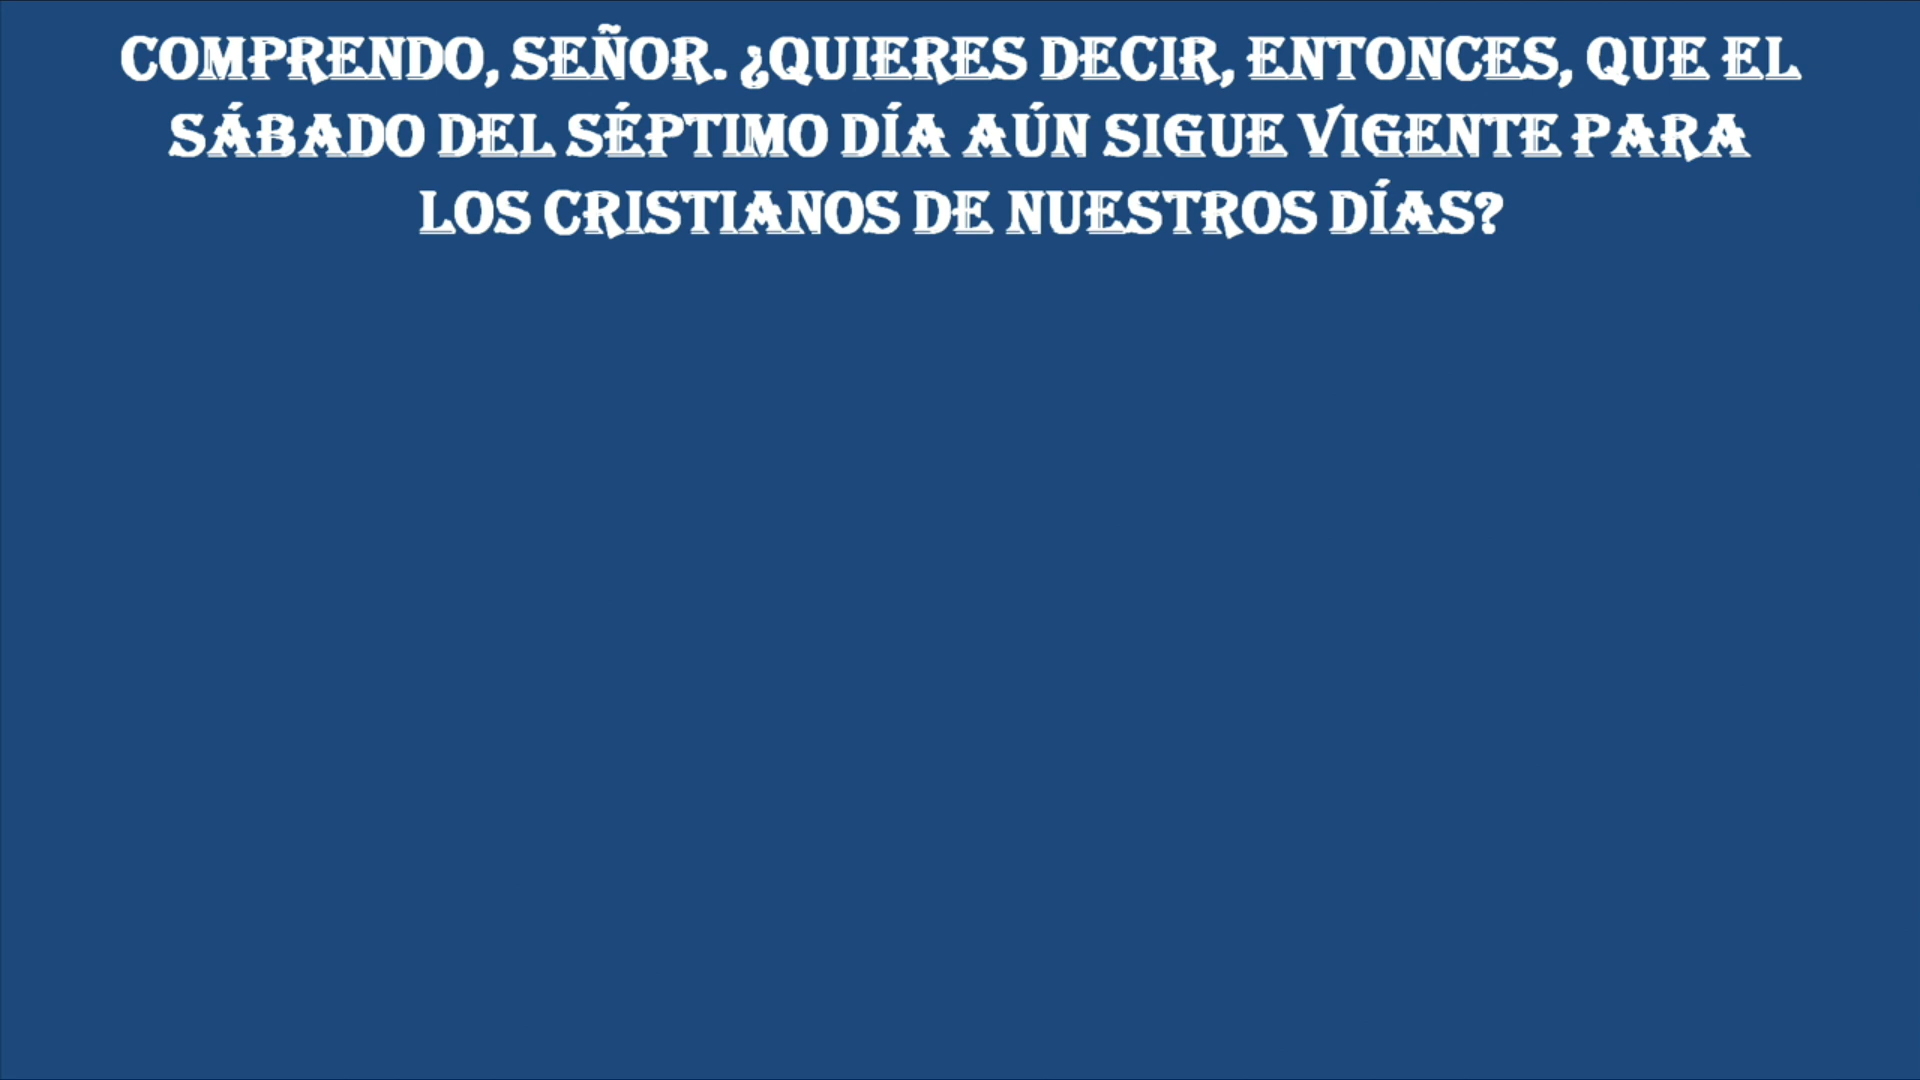 COMPRENDO, SEÑOR. ¿QUIERES DECIR, ENTONCES, QUE EL
SÁBADO DEL SÉPTIMO DÍA AÚN SIGUE VIGENTE PARA
LOS CRISTIANOS DE NUESTROS DÍAS?